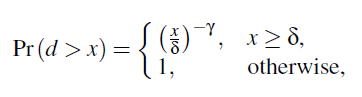 Pr (d > x) = { (x/δ)^{-γ}, x ≥ δ,
1, otherwise,